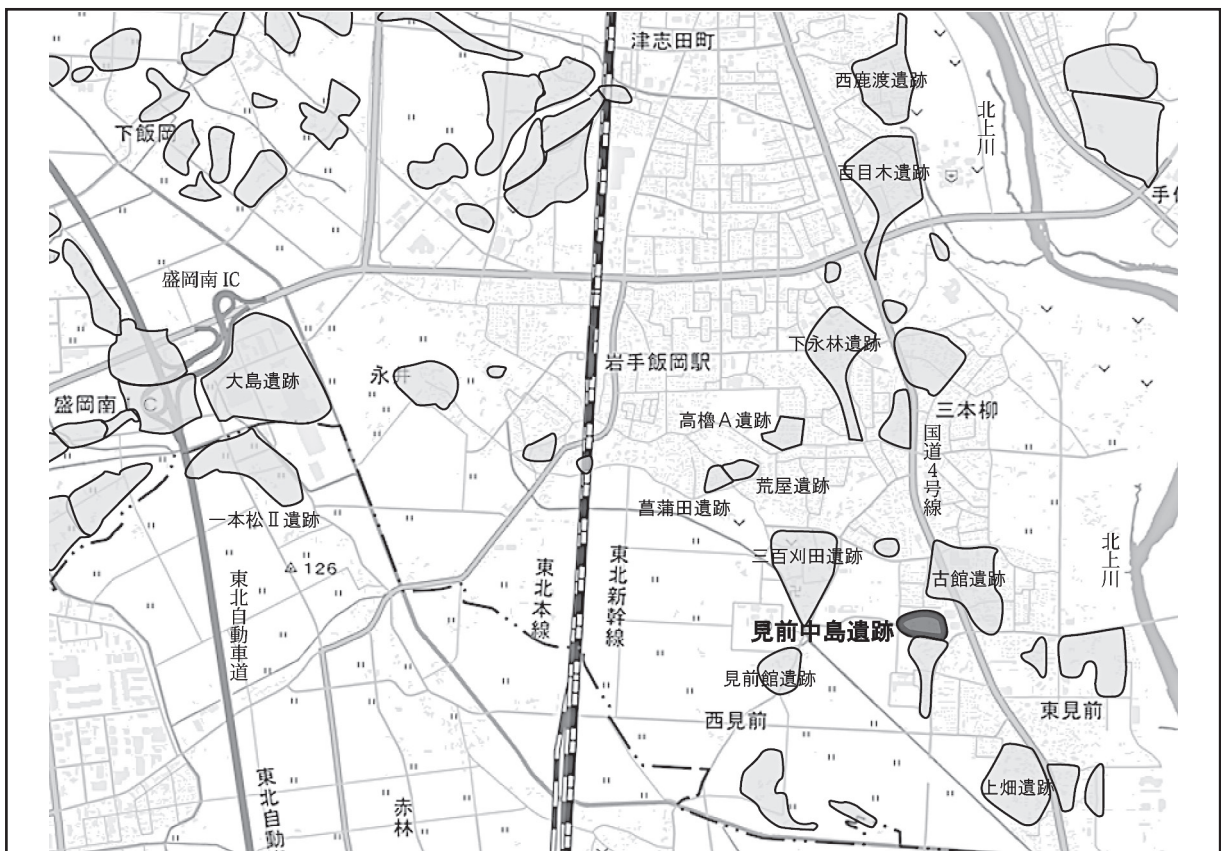 津志田町
西鹿渡遺跡
北上川
下飯岡
百目木遺跡
手
盛岡南 IC
下永林遺跡
岩手飯岡駅
大島遺跡
永井
盛岡南 I C
三本柳
高櫓A遺跡
国道4号線
荒屋遺跡
菖蒲田遺跡
一本松Ⅱ遺跡
三百刈田遺跡
北上川
126
東北自動車道
東北本線
東北新幹線
古館遺跡
見前中島遺跡
見前館遺跡
東見前
西見前
上畑遺跡
東北自動
赤林